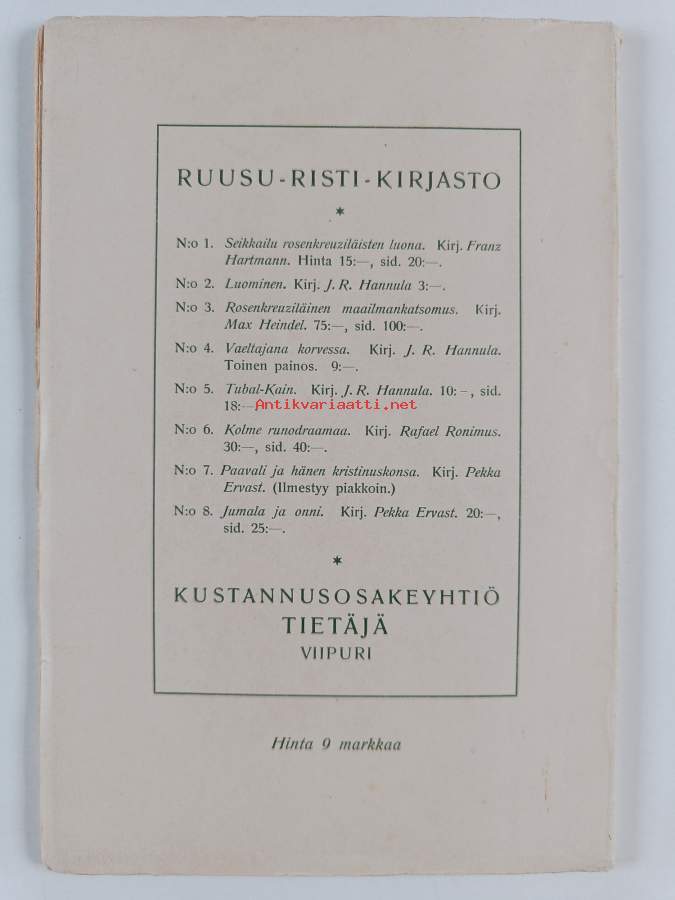 RUUSU-RISTI-KIRJASTO
*
N:o 1. Seikkailu rosenkreuziläisten luona. Kirj. Franz
Hartmann. Hinta 15:—, sid. 20:—.
N:o 2. Luominen. Kirj. J. R. Hannula 3:—.
N:o 3. Rosenkreuziläinen maailmankatsomus. Kirj.
Max Heindel. 75:—, sid. 100:—.
N:o 4. Vaeltajana korvessa. Kirj. J. R. Hannula.
Toinen painos. 9:—.
N:o 5. Tubal-Kain. Kirj. J. R. Hannula. 10:–, sid.
18:—
Antikvariaatti.net
N:o 6. Kolme runodraamaa. Kirj. Rafael Ronimus.
30:—, sid. 40:—.
N:o 7. Paavali ja hänen kristinuskonsa. Kirj. Pekka
Ervast. (Ilmestyy piakkoin.)
N:o 8. Jumala ja onni. Kirj. Pekka Ervast. 20:—,
sid. 25:—.
*
KUSTANNUSOSAKEYHTIÖ
TIETÄJÄ
VIIPURI
Hinta 9 markkaa